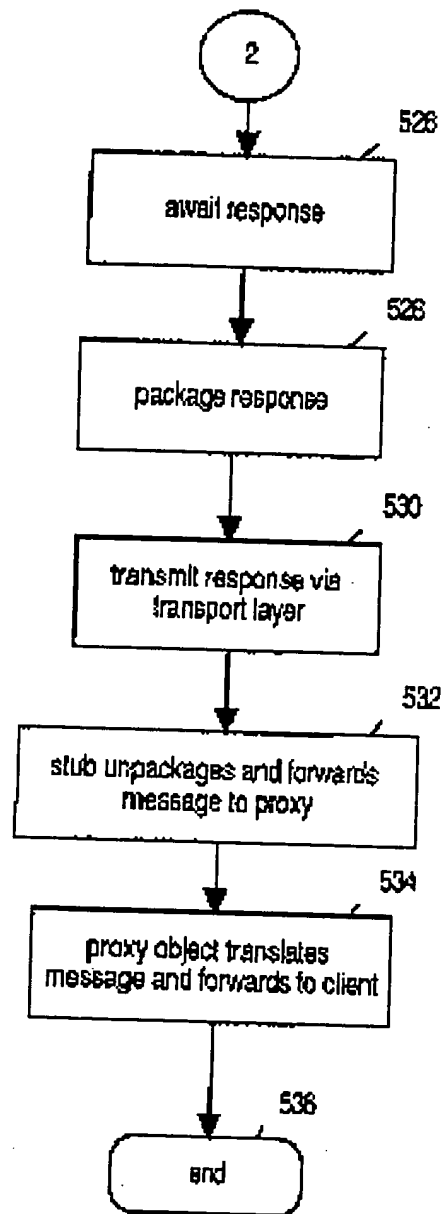 2
526
await response
528
package response
530
transmit response via
transport layer
532
stub unpackages and forwards
message to proxy
534
proxy object translates
message and forwards to client
536
end